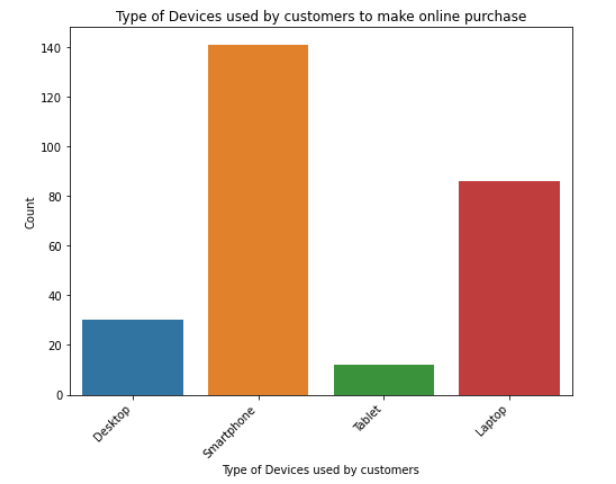 Type of Devices used by customers to make online purchase
140
120
100
80
60
40
20
0
Count
Desktop
Smartphone
Tablet
Laptop
Type of Devices used by customers